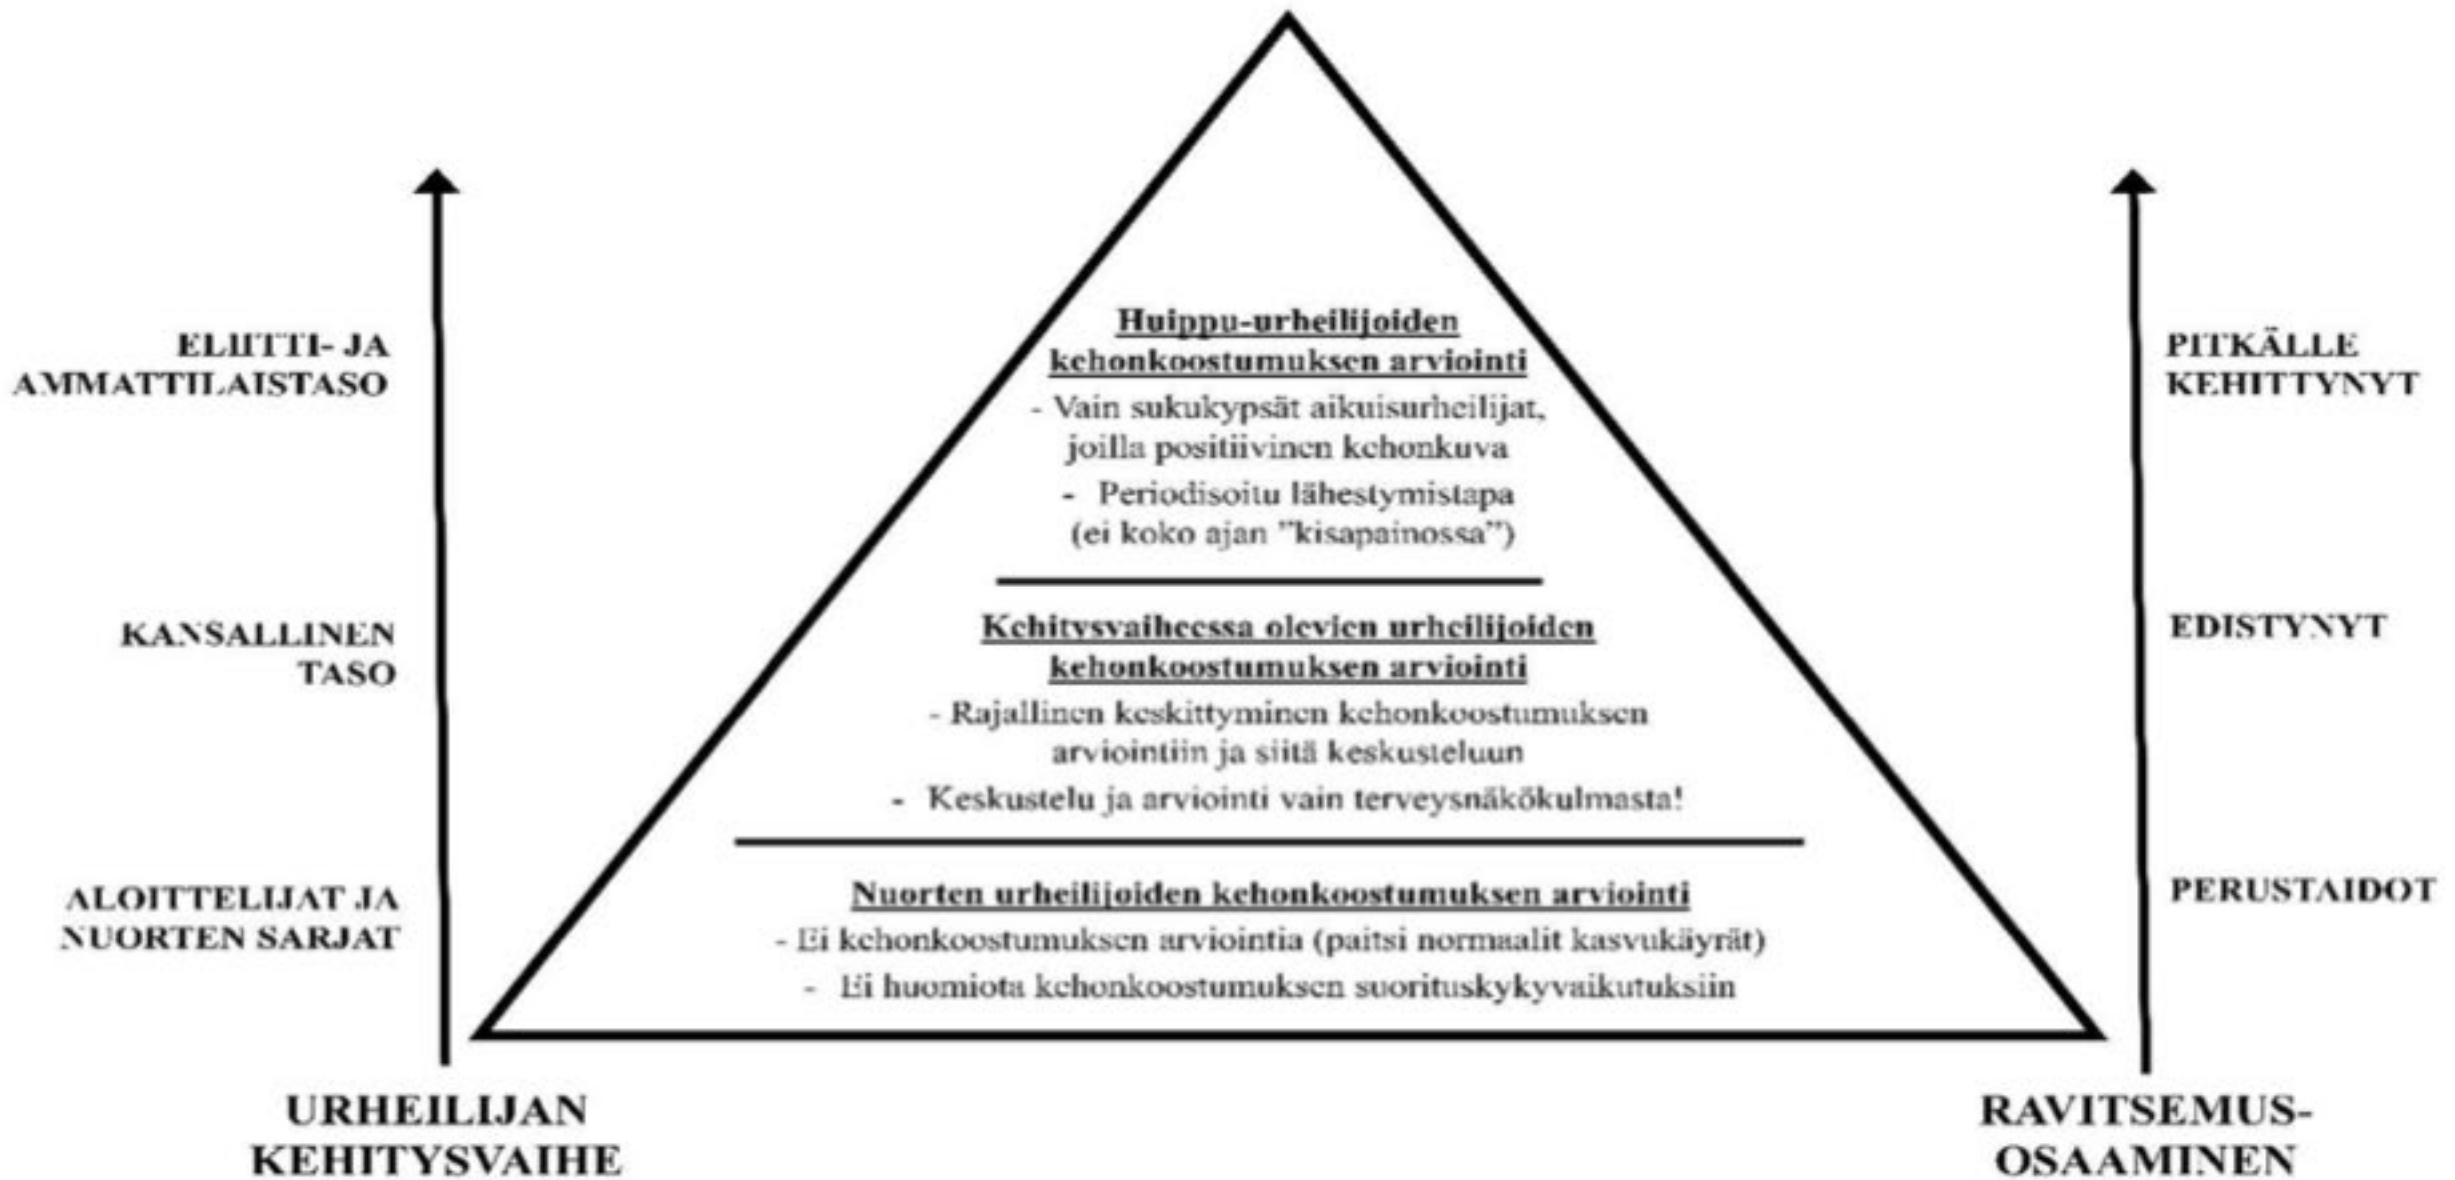 Huippu-urheilijoiden
kehonkoostumuksen arviointi
- Vain sukukypsät aikuisurheilijat,
joilla positiivinen kehonkuva
- Periodisoitu lähestymistapa
(ei koko ajan ”kisapainossa”)
Kehitysvaiheessa olevien urheilijoiden
kehonkoostumuksen arviointi
- Rajallinen keskittyminen kehonkoostumuksen
arviointiin ja siitä keskusteluun
- Keskustelu ja arviointi vain terveysnäkökulmasta!
Nuorten urheilijoiden kehonkoostumuksen arviointi
- Ei kehonkoostumuksen arviointia (paitsi normaalit kasvukäyrät)
- Ei huomiota kehonkoostumuksen suorituskykyvaikutuksiin
ELIITTI- JA
AMMATTILAISTASO
KANSALLINEN
TASO
ALOITTELIJAT JA
NUORTEN SARJAT
URHEILIJAN
KEHITYSVAIHE
PITKÄLLE
KEHITTYNYT
EDISTYNYT
PERUSTAIDOT
RAVITSEMUS-
OSAAMINEN